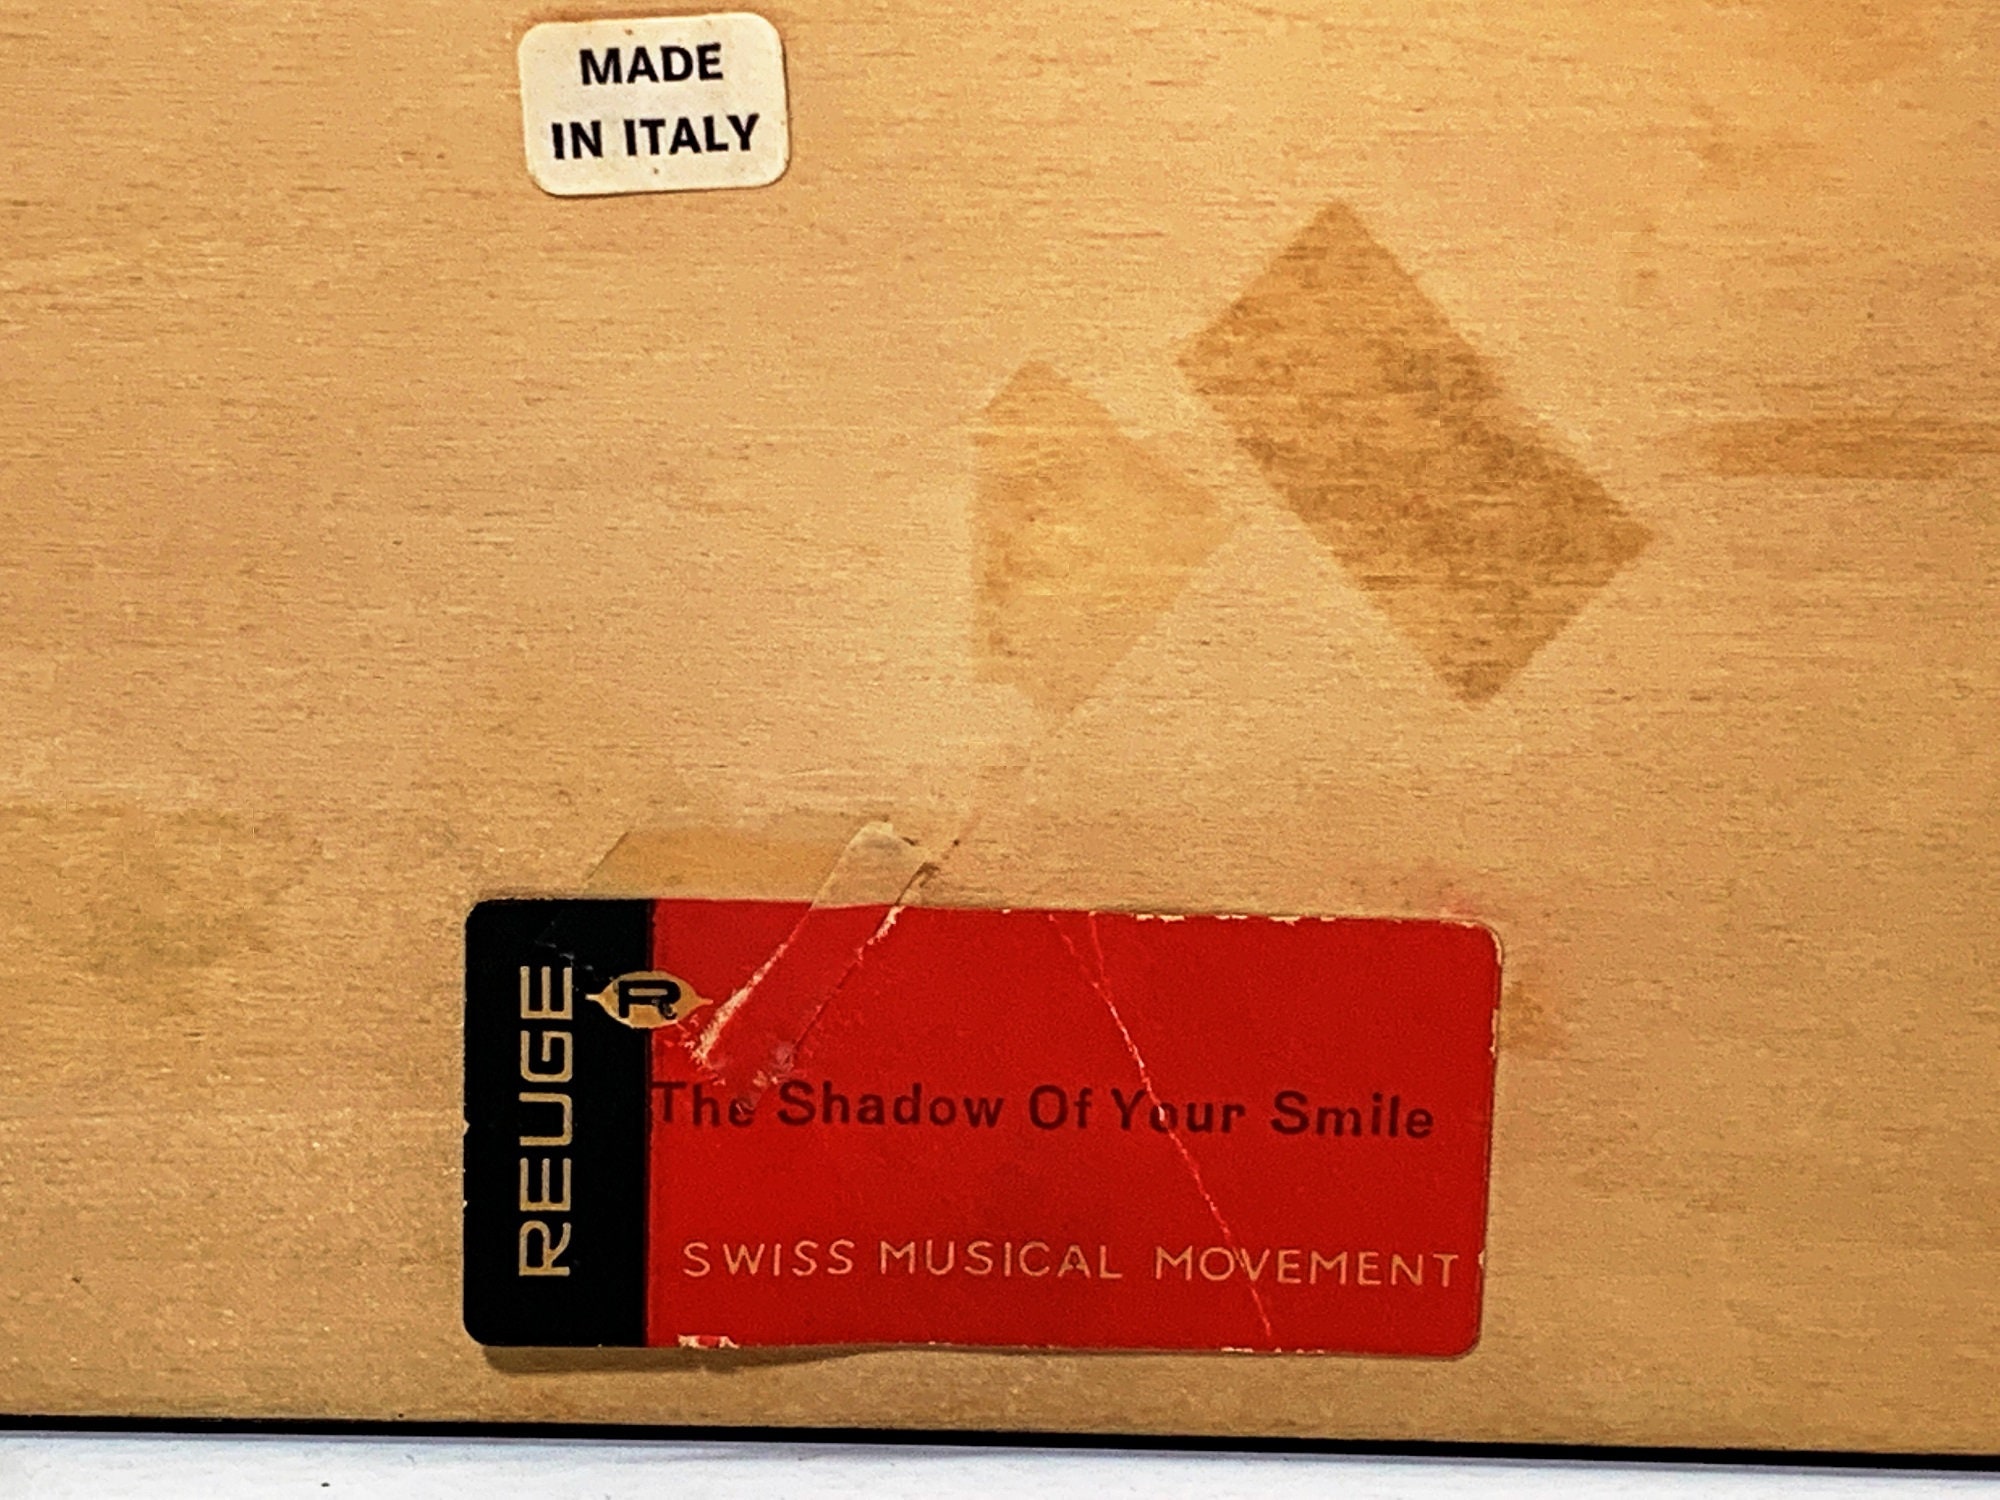 MADE
IN ITALY
REUGE
R
The Shadow Of Your Smile
SWISS MUSICAL MOVEMENT